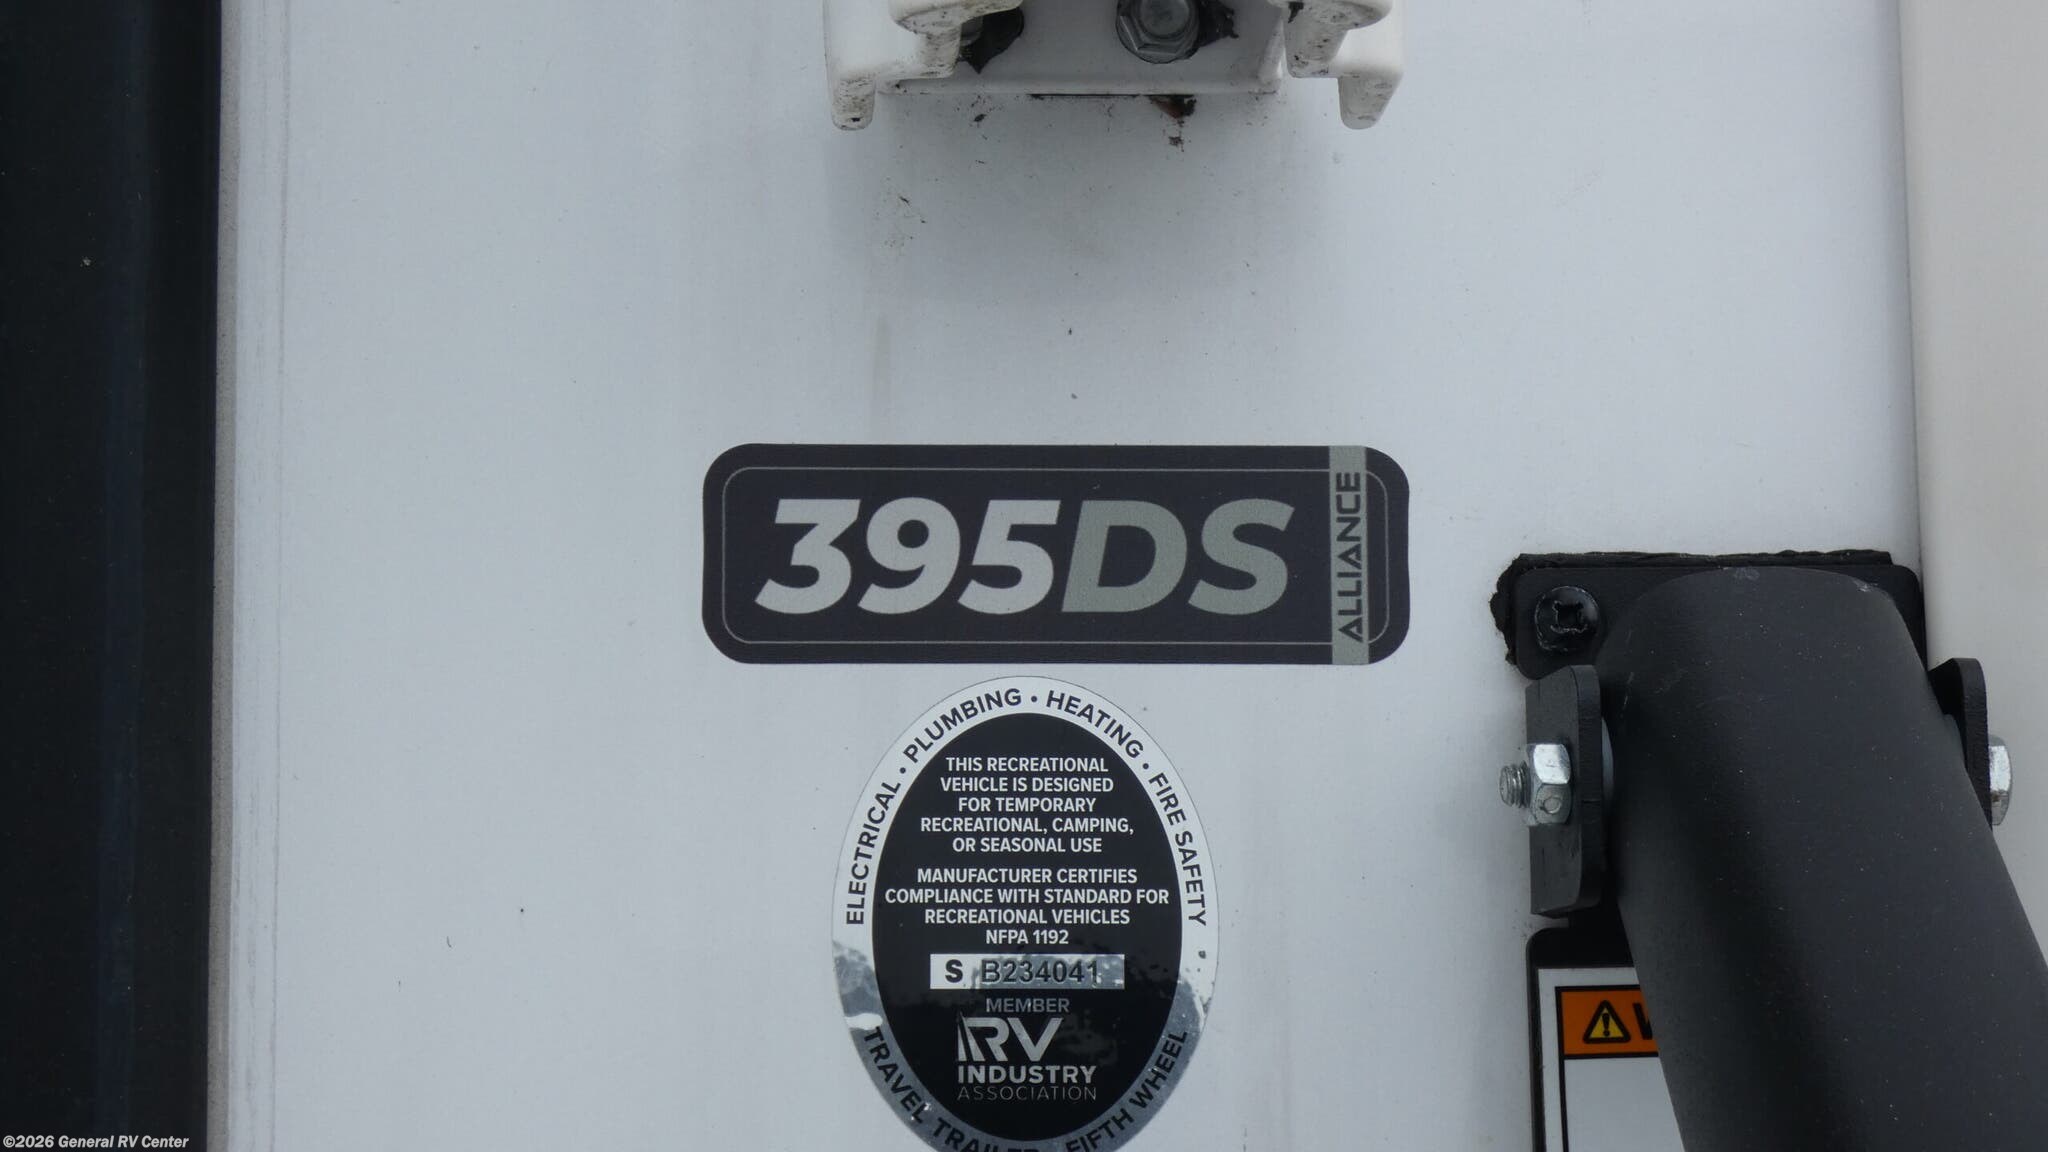 395DS
ALLIANCE
ELECTRICAL • PLUMBING • HEATING • FIRE SAFETY •
THIS RECREATIONAL
VEHICLE IS DESIGNED
FOR TEMPORARY
RECREATIONAL, CAMPING,
OR SEASONAL USE
MANUFACTURER CERTIFIES
COMPLIANCE WITH STANDARD FOR
RECREATIONAL VEHICLES
NFPA 1192
S B234041
MEMBER
RV
INDUSTRY
ASSOCIATION
TRAVEL TRAILER • FIFTH WHEEL
©2026 General RV Center